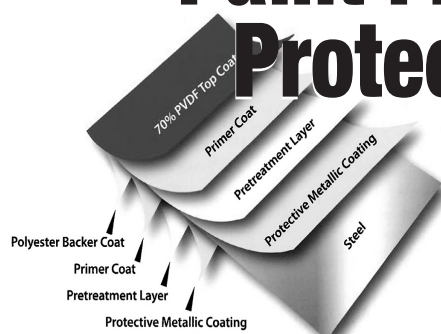 70% PVDF Top Coat
Primer Coat
Pretreatment Layer
Protective Metallic Coating
Steel
Polyester Backer Coat
Primer Coat
Pretreatment Layer
Protective Metallic Coating